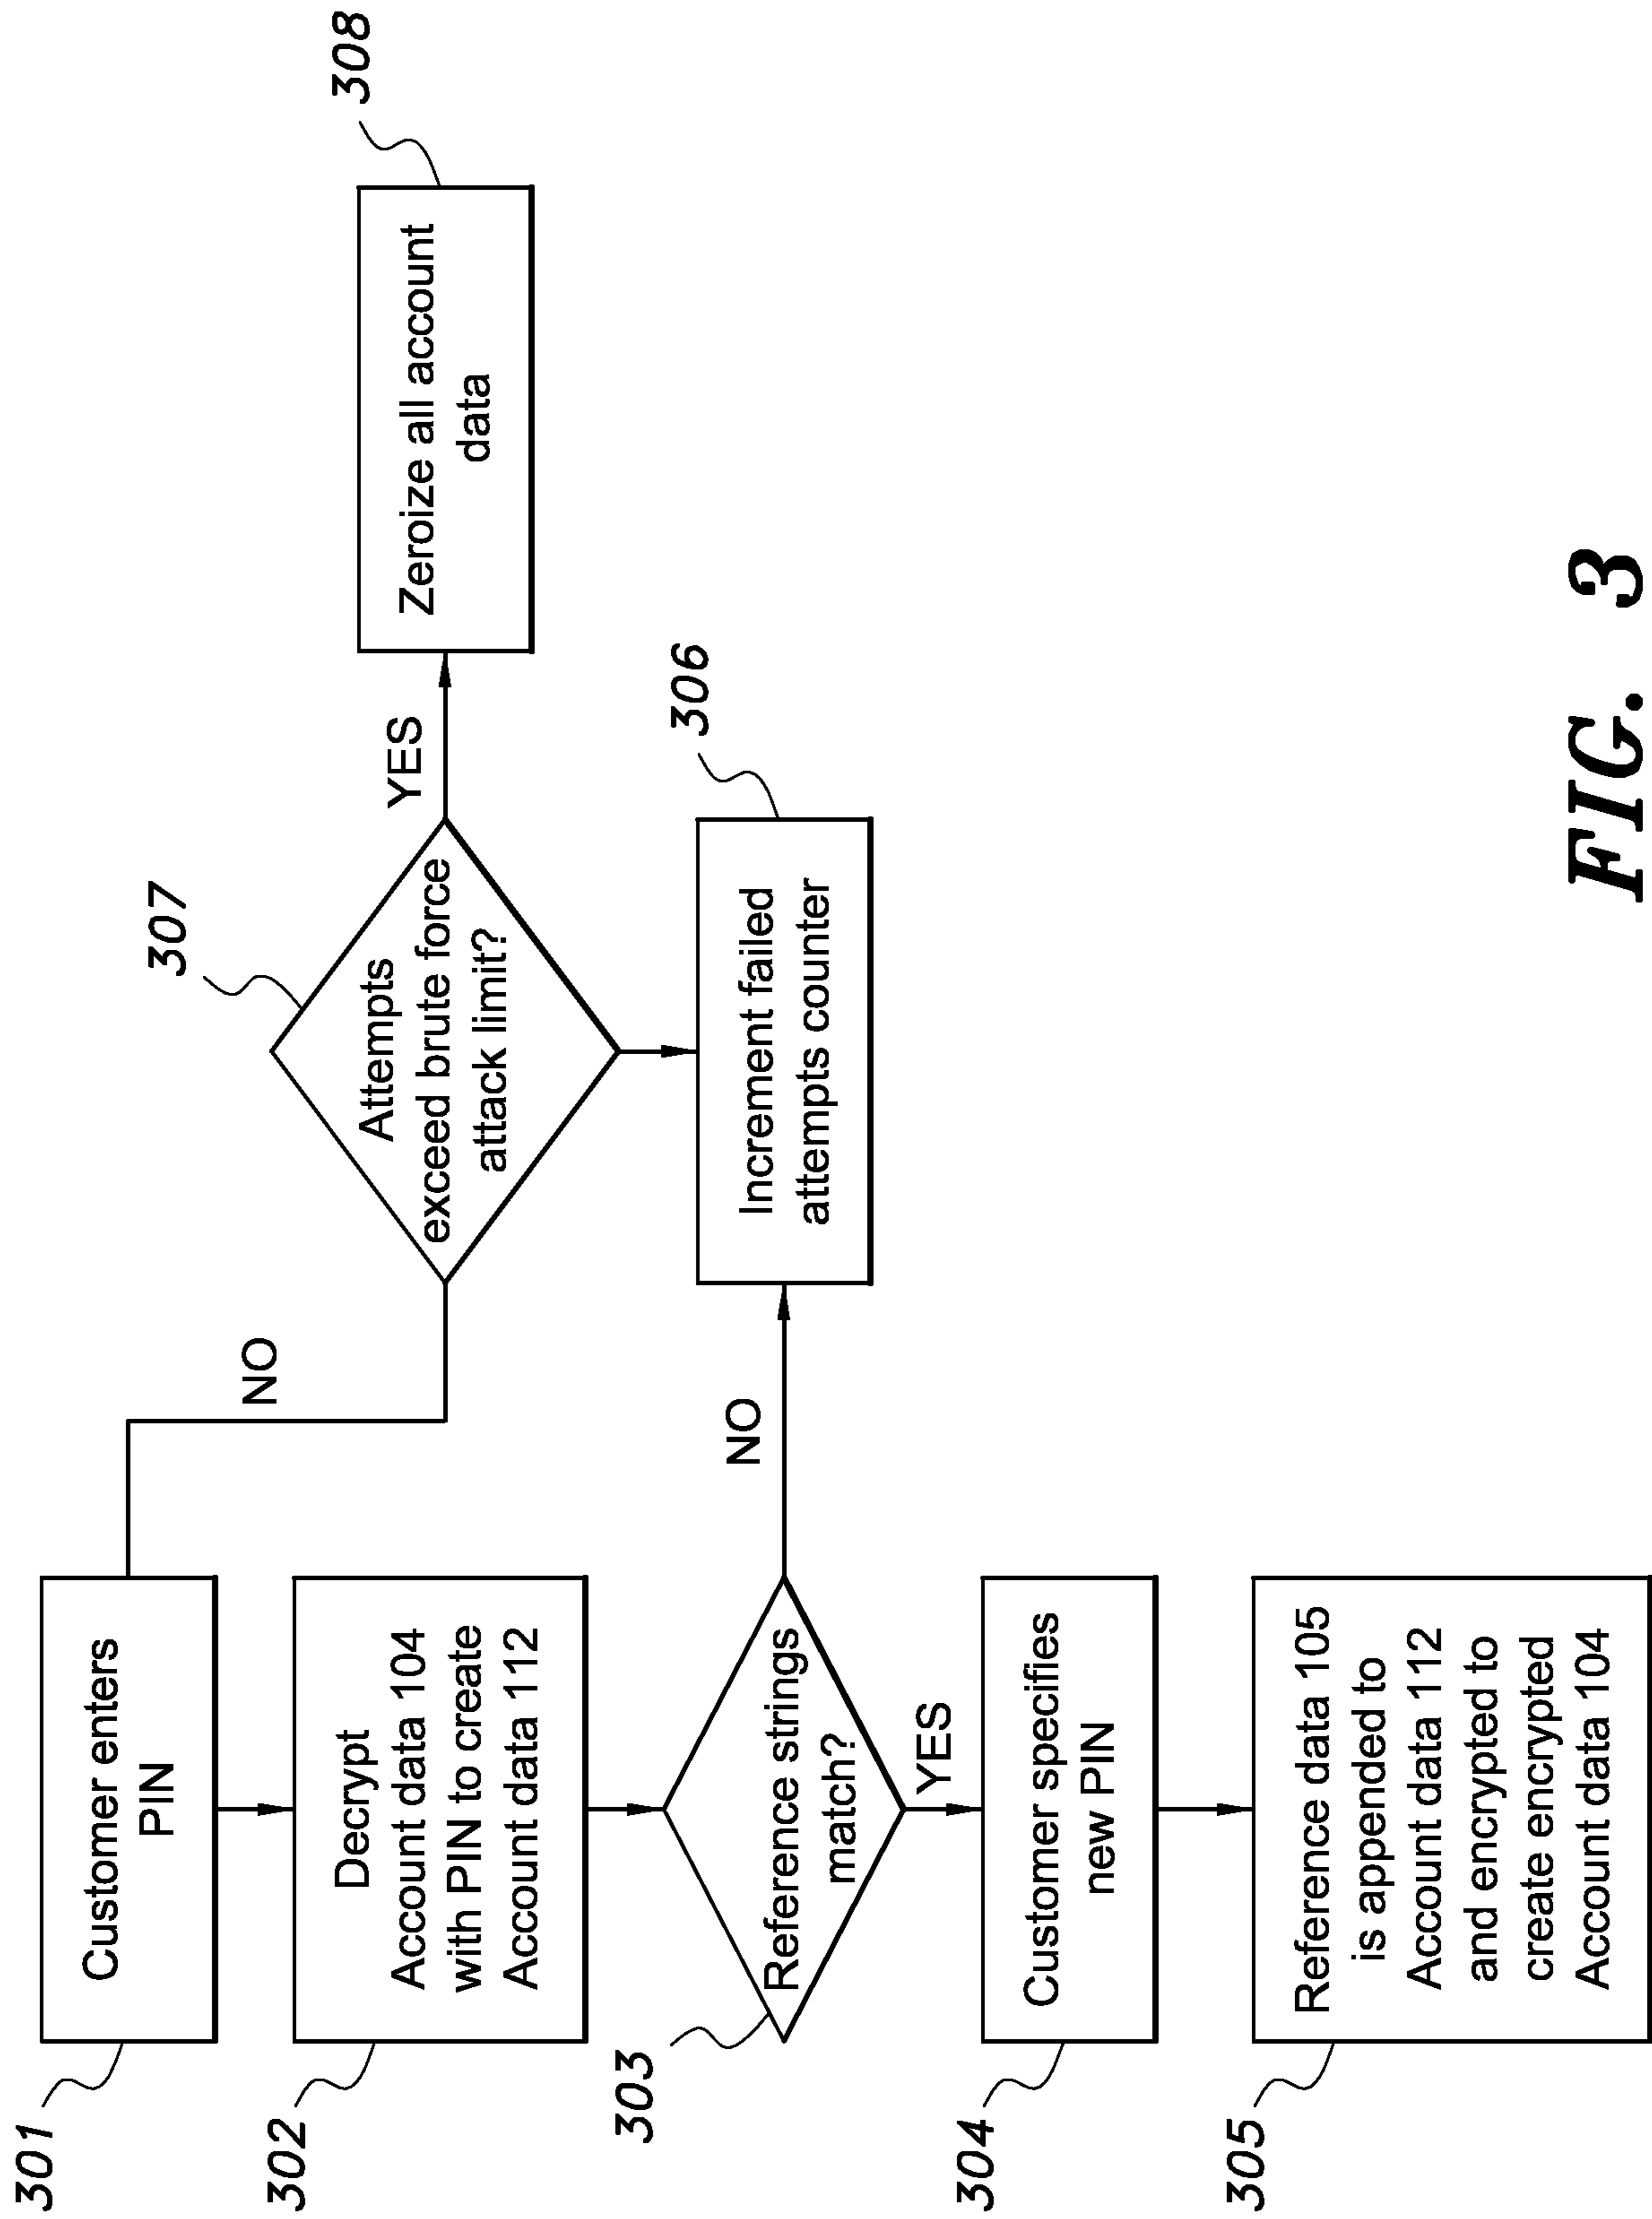 301
Customer enters
PIN
302
Decrypt
Account data 104
with PIN to create
Account data 112
303
Reference strings
match?
YES
304
Customer specifies
new PIN
305
Reference data 105
is appended to
Account data 112
and encrypted to
create encrypted
Account data 104
NO
NO
307
Attempts
exceed brute force
attack limit?
YES
306
Increment failed
attempts counter
308
Zeroize all account
data
FIG. 3